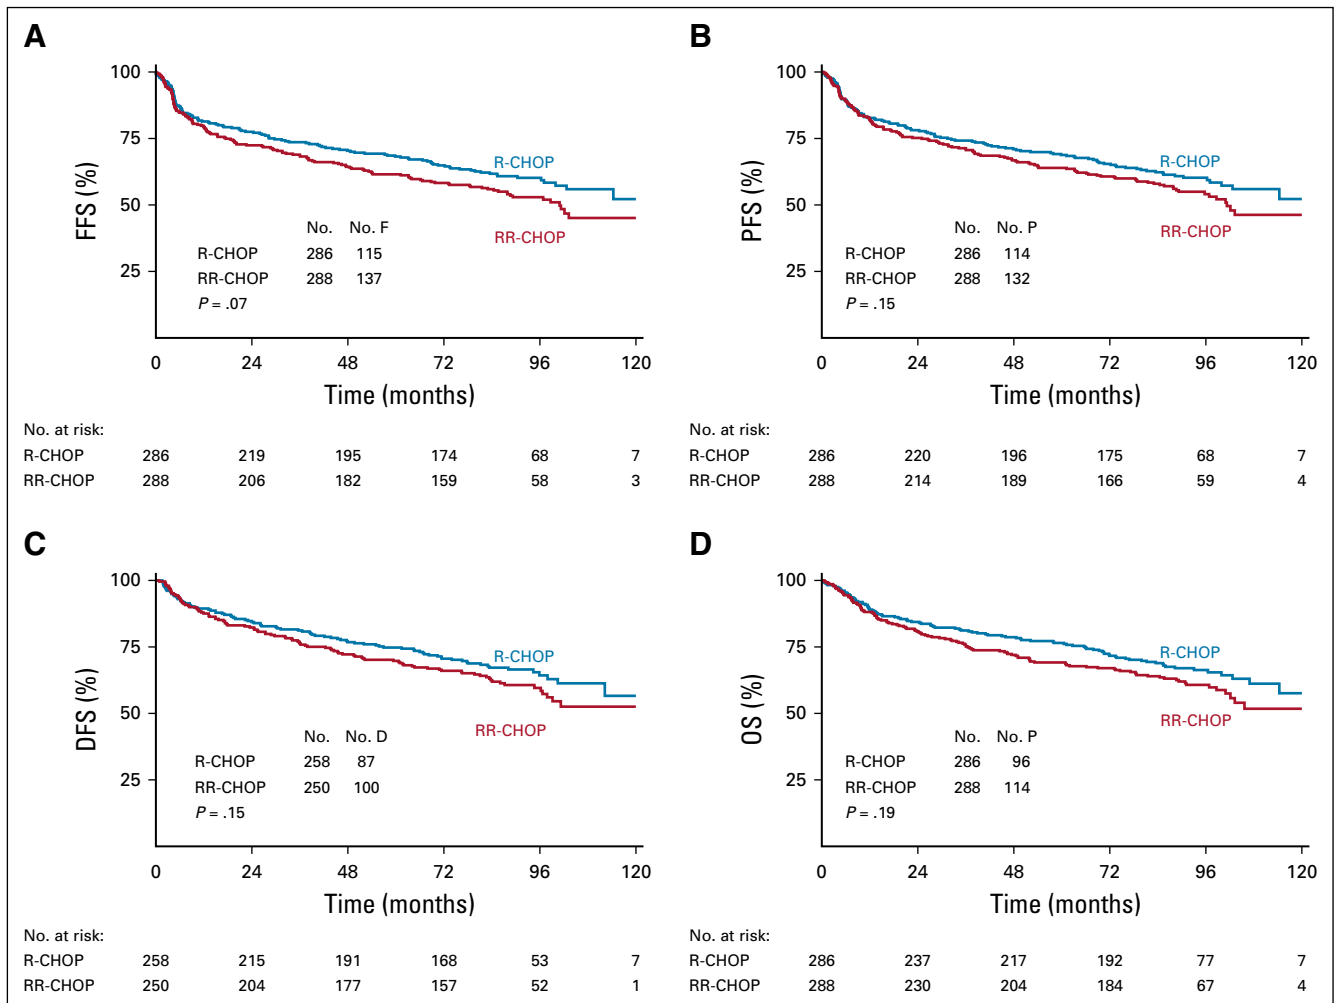 A
FFS (%)
100
75
50
25
R-CHOP
RR-CHOP
No. No. F
R-CHOP 286 115
RR-CHOP 288 137
P = .07
0 24 48 72 96 120
Time (months)
No. at risk:
R-CHOP 286 219 195 174 68 7
RR-CHOP 288 206 182 159 58 3
B
PFS (%)
100
75
50
25
R-CHOP
RR-CHOP
No. No. P
R-CHOP 286 114
RR-CHOP 288 132
P = .15
0 24 48 72 96 120
Time (months)
No. at risk:
R-CHOP 286 220 196 175 68 7
RR-CHOP 288 214 189 166 59 4
C
DFS (%)
100
75
50
25
R-CHOP
RR-CHOP
No. No. D
R-CHOP 258 87
RR-CHOP 250 100
P = .15
0 24 48 72 96 120
Time (months)
No. at risk:
R-CHOP 258 215 191 168 53 7
RR-CHOP 250 204 177 157 52 1
D
OS (%)
100
75
50
25
R-CHOP
RR-CHOP
No. No. P
R-CHOP 286 96
RR-CHOP 288 114
P = .19
0 24 48 72 96 120
Time (months)
No. at risk:
R-CHOP 286 237 217 192 77 7
RR-CHOP 288 230 204 184 67 4